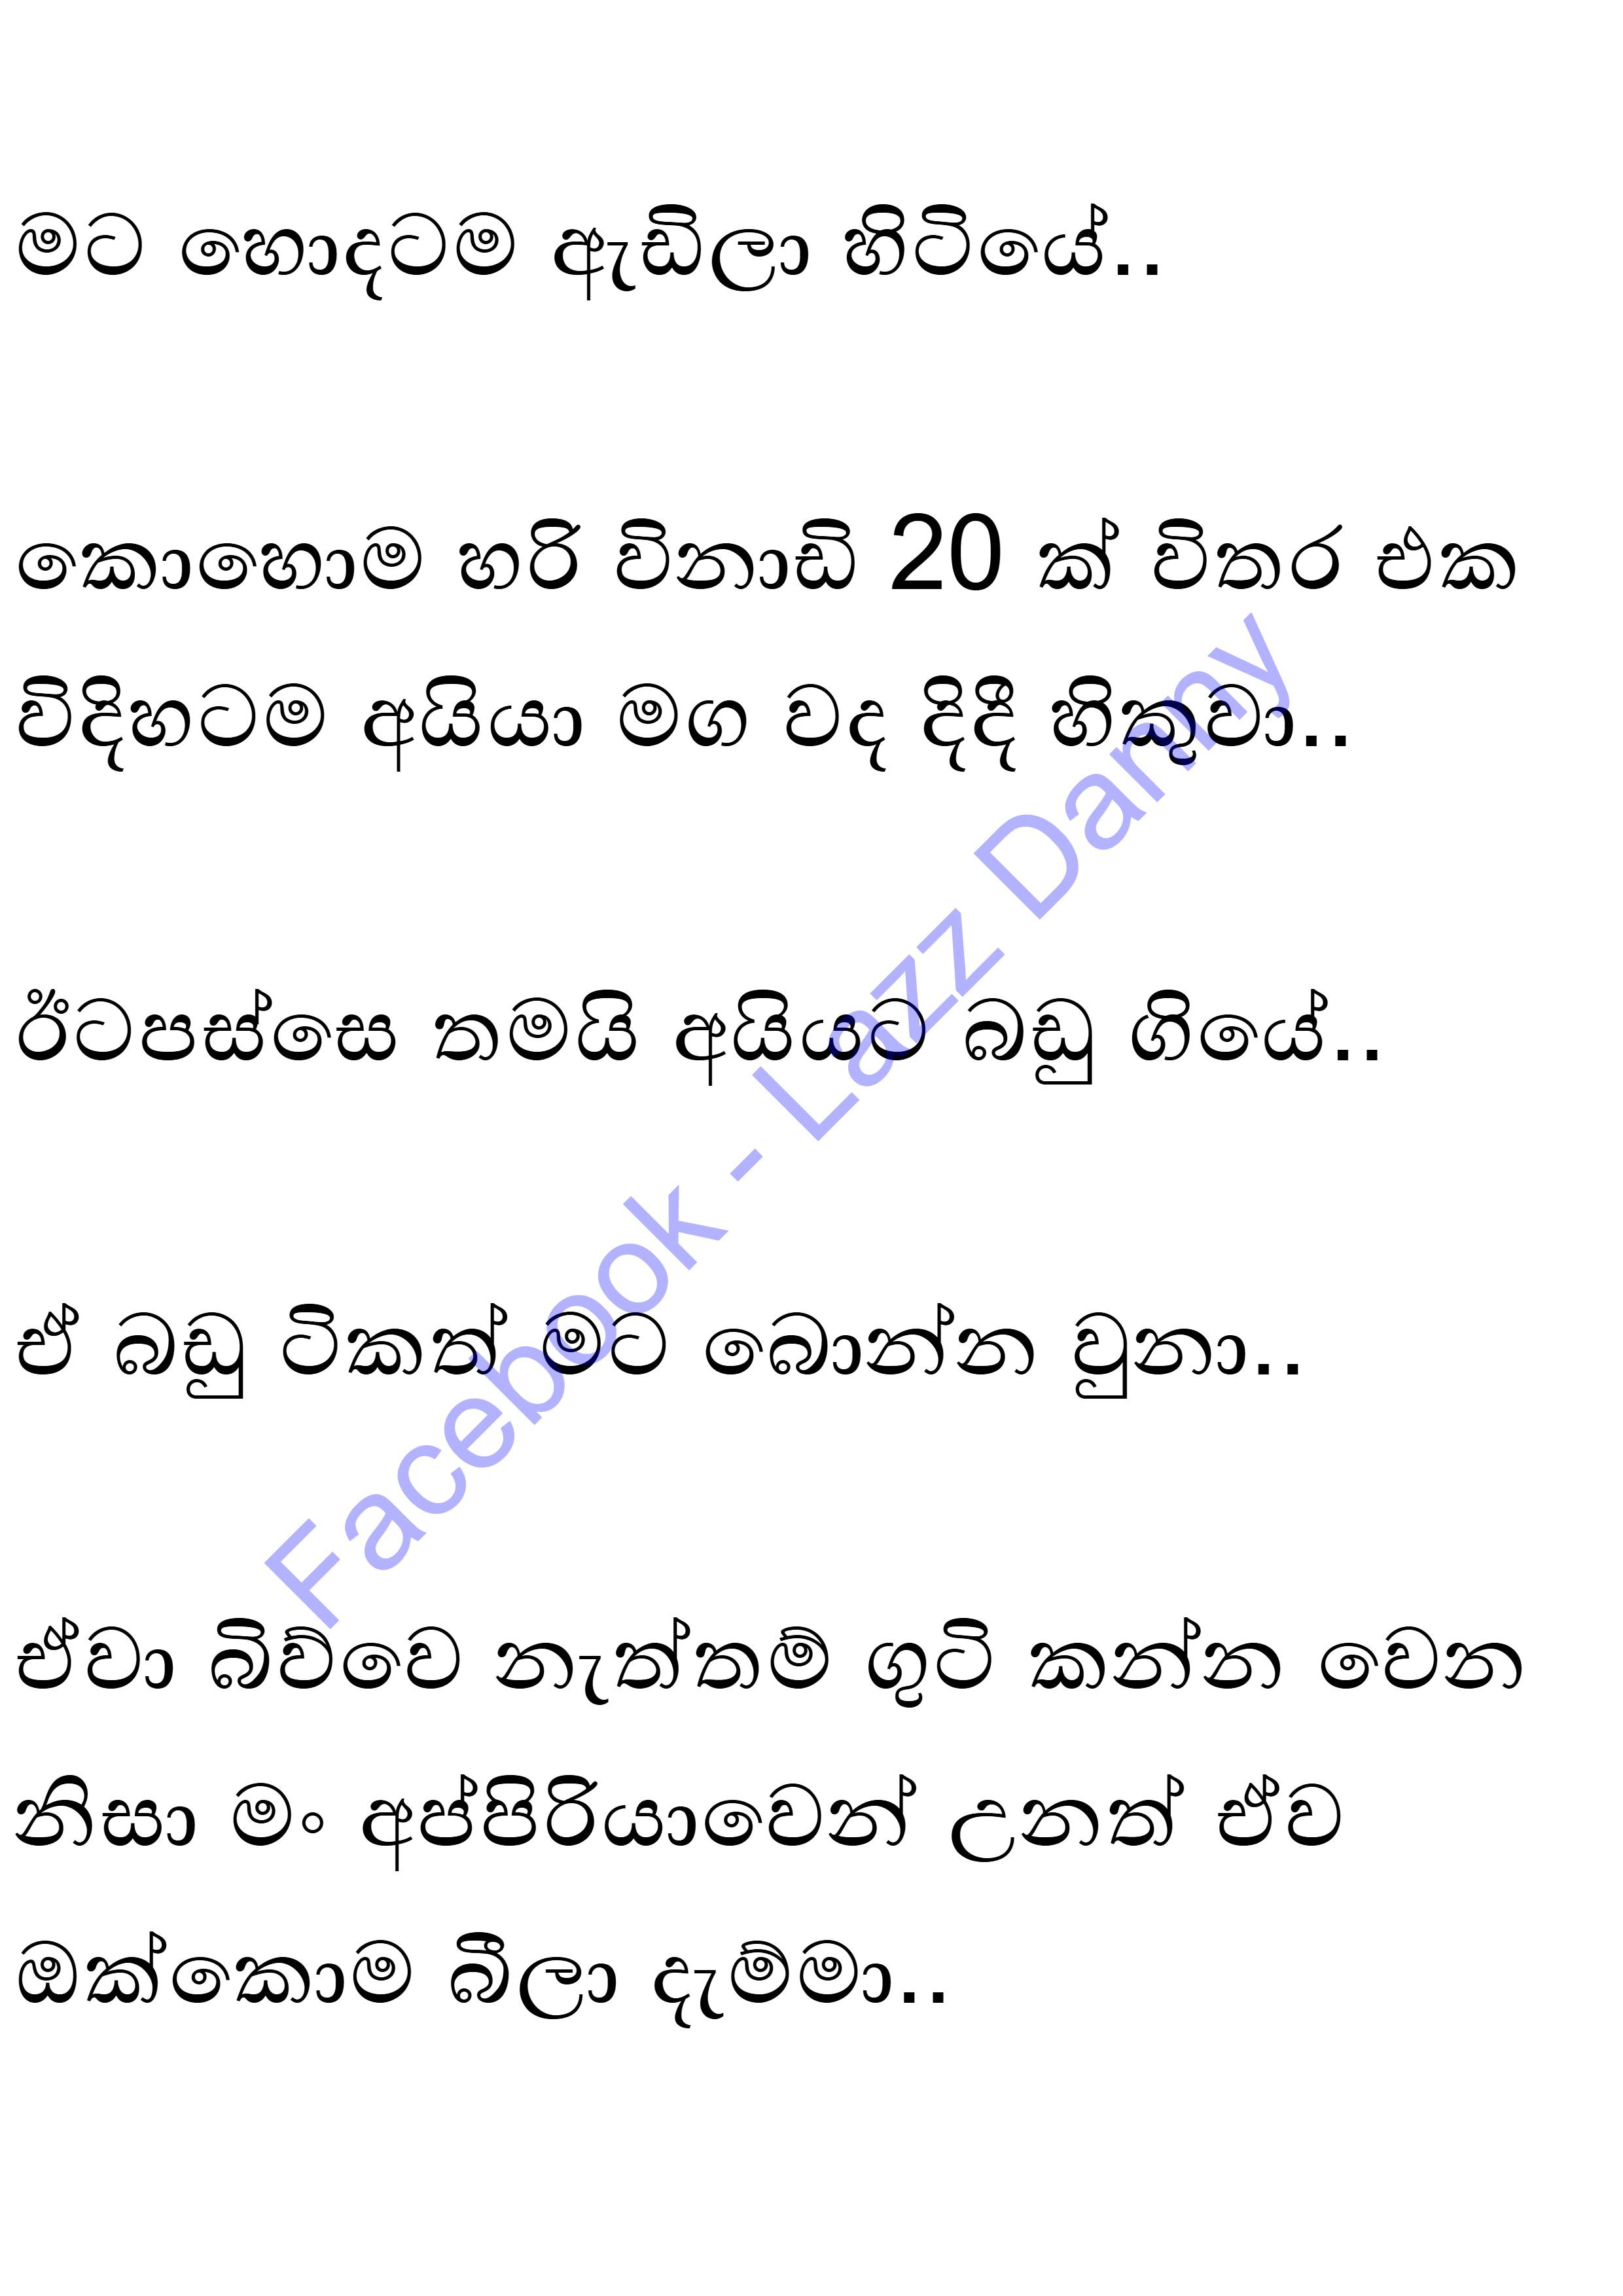 මට හොදටම ඇඩිලා හිටියේ..
කොහොම හරි විනාඩි 20 ක් විතර එක
විදිහටම අයියා මග වද දිදී හිකුවා..
ඊටපස්සෙ තමයි අයියට බඩු ගියේ..
ඒ බඩු ටිකත් මට බොන්න වුනා..
ඒවා බිව්වෙ නැත්තම් ගුටි කන්න වෙන
නිසා මං අප්පිරියාවෙන් උනත් ඒව
ඔක්කොම බීලා දැම්මා..
Facebook - Lazz Damy